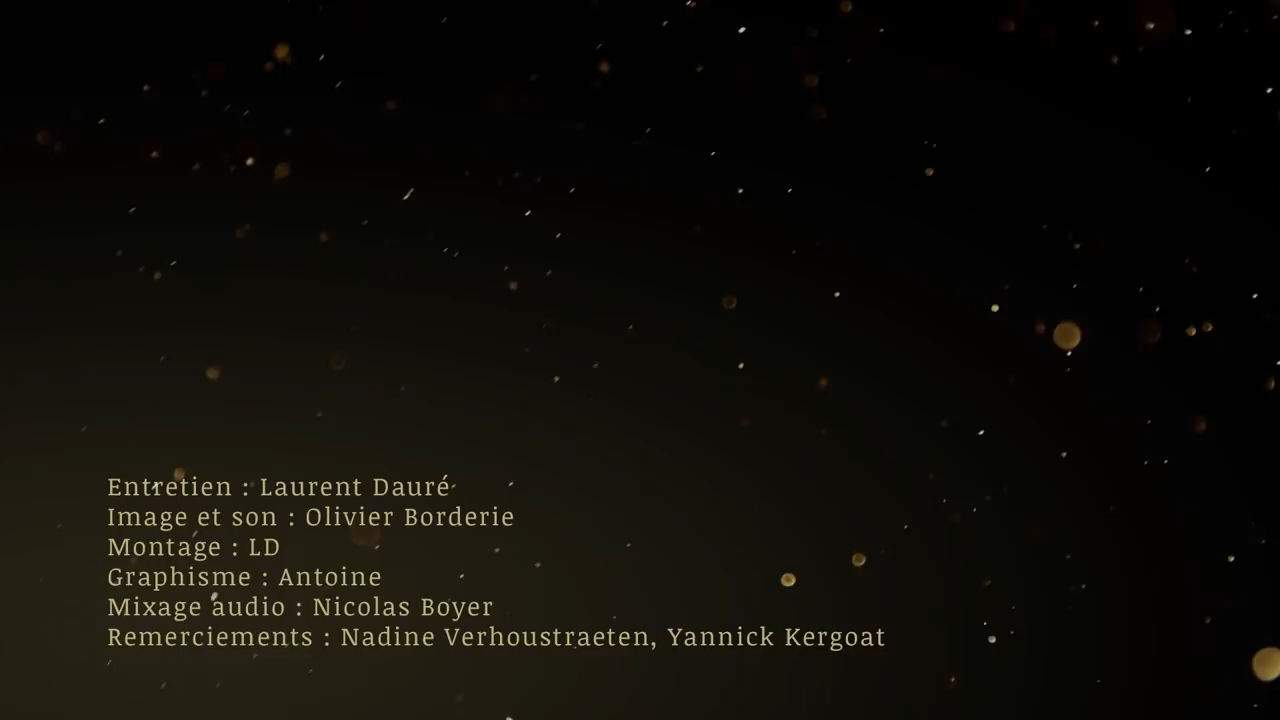 Entretien : Laurent Dauré
Image et son : Olivier Borderie
Montage : LD
Graphisme : Antoine
Mixage audio : Nicolas Boyer
Remerciements : Nadine Verhoustraeten, Yannick Kergoat